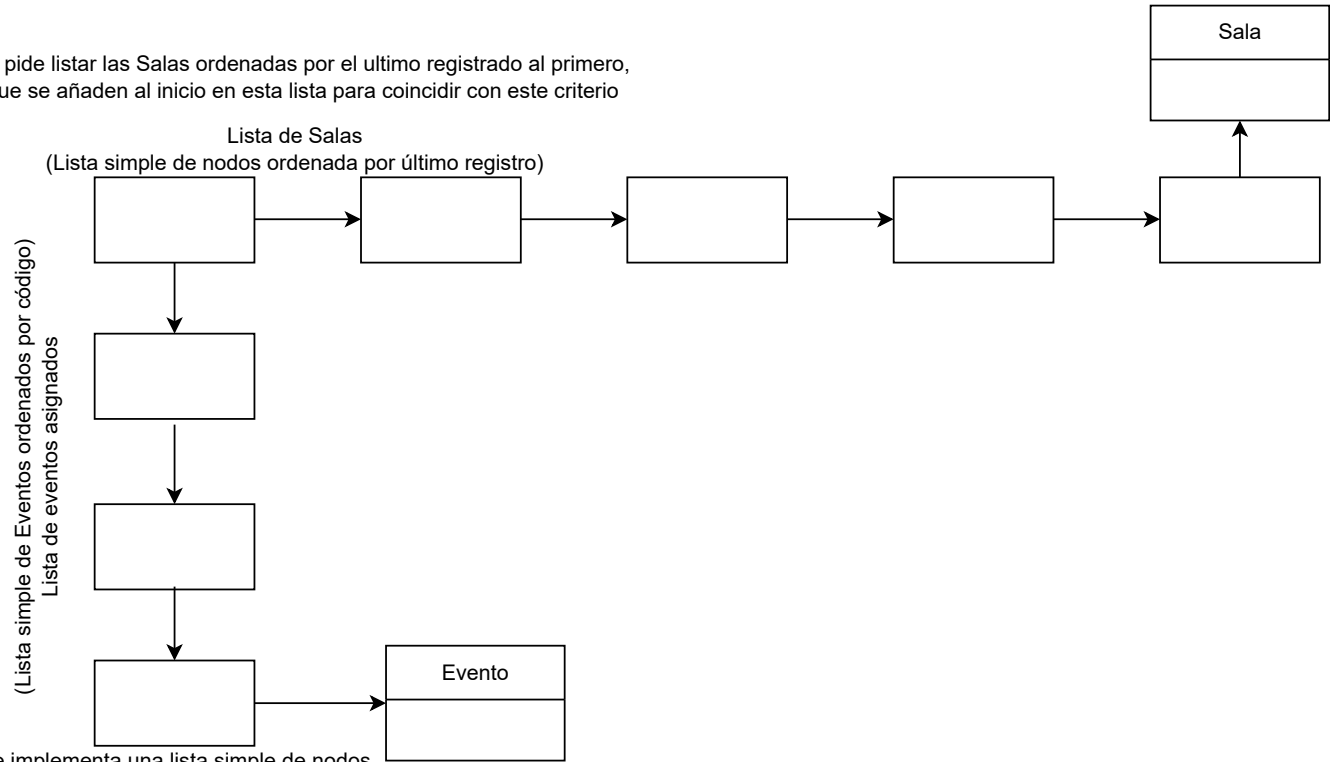 Sala
pide listar las Salas ordenadas por el ultimo registrado al primero,
se añaden al inicio en esta lista para coincidir con este criterio
Lista de Salas
(Lista simple de nodos ordenada por último registro)
(Lista simple de Eventos ordenados por código)
Lista de eventos asignados
Evento
implementa una lista simple de nodos